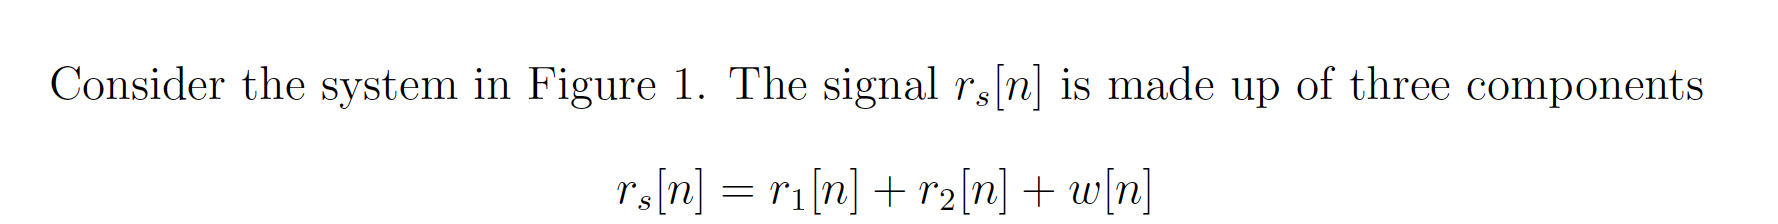 Consider the system in Figure 1. The signal r_s[n] is made up of three components
r_s[n] = r_1[n] + r_2[n] + w[n]